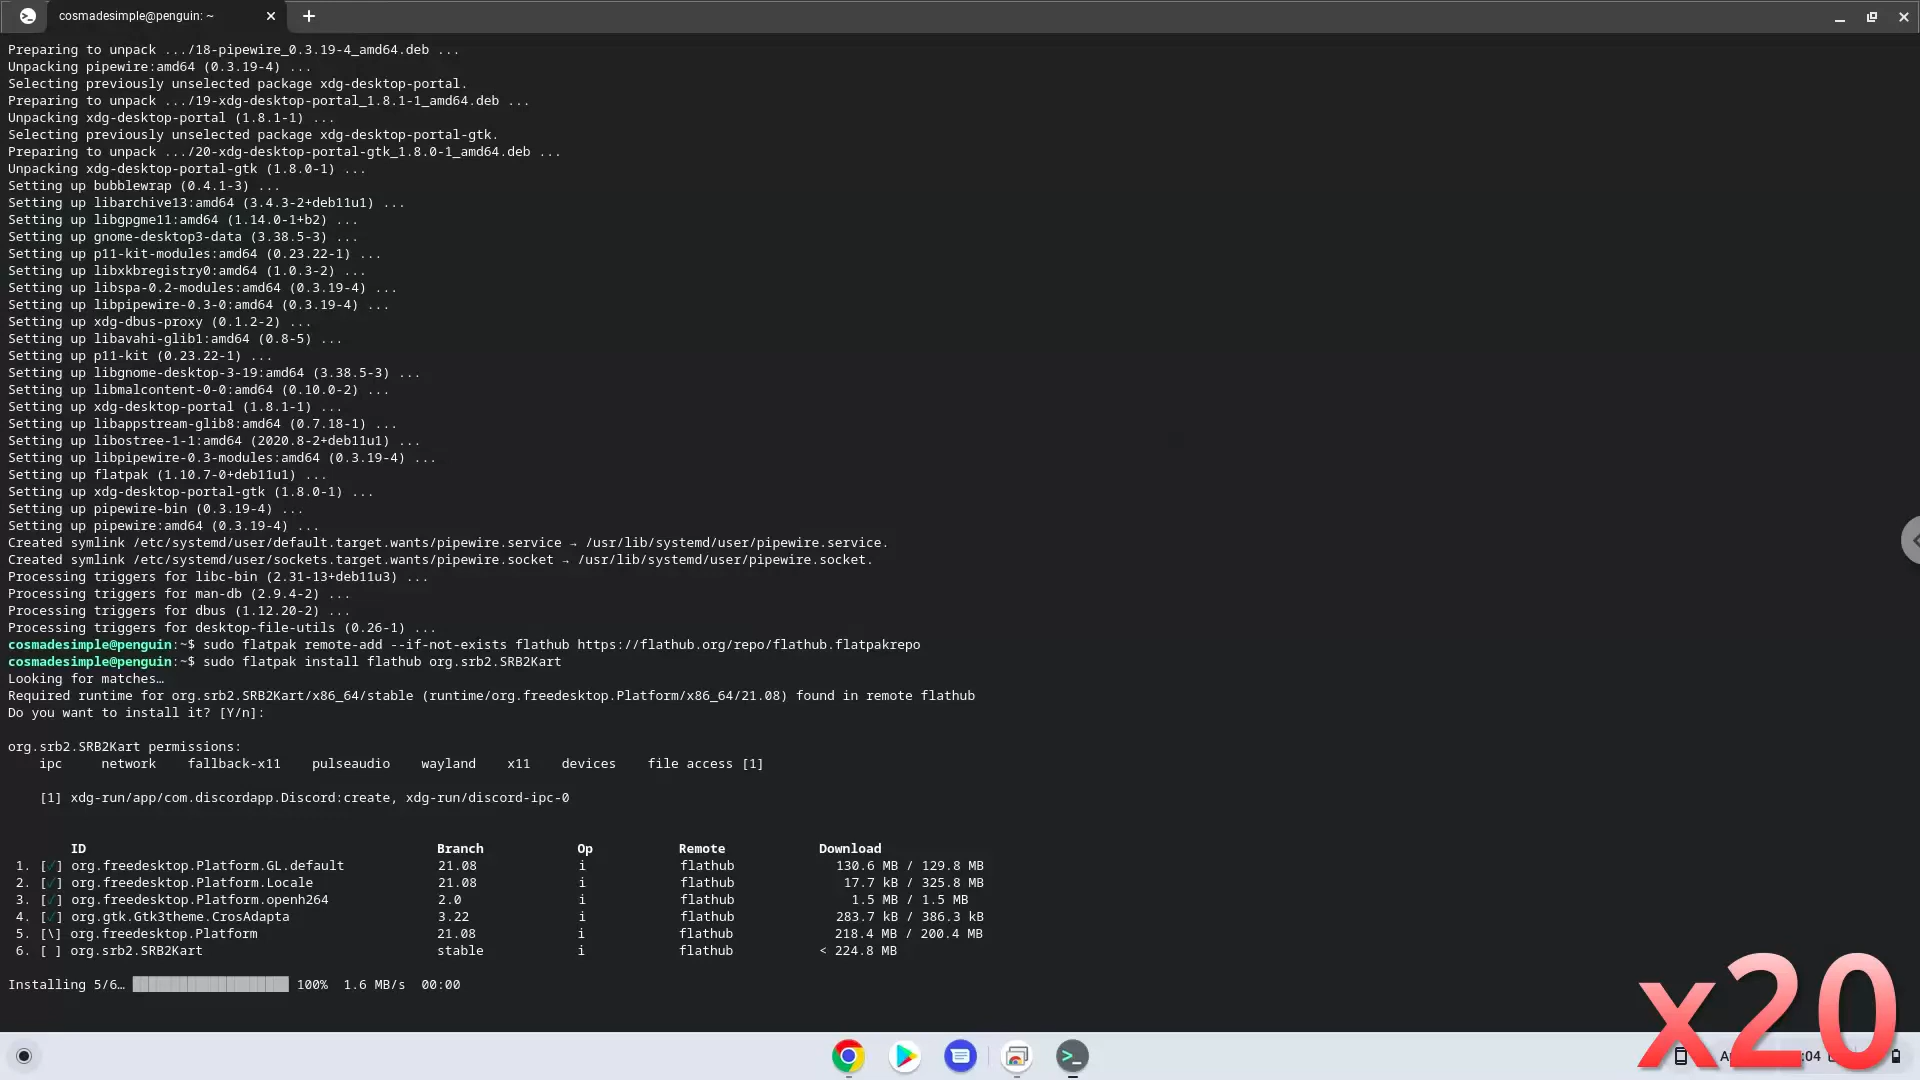 cosmadesimple@penguin: ~
Preparing to unpack .../18-pipewire_0.3.19-4_amd64.deb ...
Unpacking pipewire:amd64 (0.3.19-4) ...
Selecting previously unselected package xdg-desktop-portal.
Preparing to unpack .../19-xdg-desktop-portal_1.8.1-1_amd64.deb ...
Unpacking xdg-desktop-portal (1.8.1-1) ...
Selecting previously unselected package xdg-desktop-portal-gtk.
Preparing to unpack .../20-xdg-desktop-portal-gtk_1.8.0-1_amd64.deb ...
Unpacking xdg-desktop-portal-gtk (1.8.0-1) ...
Setting up bubblewrap (0.4.1-3) ...
Setting up libarchive13:amd64 (3.4.3-2+deb11u1) ...
Setting up libgpgme11:amd64 (1.14.0-1+b2) ...
Setting up gnome-desktop3-data (3.38.5-3) ...
Setting up p11-kit-modules:amd64 (0.23.22-1) ...
Setting up libxkbregistry0:amd64 (1.0.3-2) ...
Setting up libspa-0.2-modules:amd64 (0.3.19-4) ...
Setting up libpipewire-0.3-0:amd64 (0.3.19-4) ...
Setting up xdg-dbus-proxy (0.1.2-2) ...
Setting up libavahi-glib1:amd64 (0.8-5) ...
Setting up p11-kit (0.23.22-1) ...
Setting up libgnome-desktop-3-19:amd64 (3.38.5-3) ...
Setting up libmalcontent-0-0:amd64 (0.10.0-2) ...
Setting up xdg-desktop-portal (1.8.1-1) ...
Setting up libappstream-glib8:amd64 (0.7.18-1) ...
Setting up libostree-1-1:amd64 (2020.8-2+deb11u1) ...
Setting up libpipewire-0.3-modules:amd64 (0.3.19-4) ...
Setting up flatpak (1.10.7-0+deb11u1) ...
Setting up xdg-desktop-portal-gtk (1.8.0-1) ...
Setting up pipewire-bin (0.3.19-4) ...
Setting up pipewire:amd64 (0.3.19-4) ...
Created symlink /etc/systemd/user/default.target.wants/pipewire.service → /usr/lib/systemd/user/pipewire.service.
Created symlink /etc/systemd/user/sockets.target.wants/pipewire.socket → /usr/lib/systemd/user/pipewire.socket.
Processing triggers for libc-bin (2.31-13+deb11u3) ...
Processing triggers for man-db (2.9.4-2) ...
Processing triggers for dbus (1.12.20-2) ...
Processing triggers for desktop-file-utils (0.26-1) ...
cosmadesimple@penguin:~$ sudo flatpak remote-add --if-not-exists flathub https://flathub.org/repo/flathub.flatpakrepo
cosmadesimple@penguin:~$ sudo flatpak install flathub org.srb2.SRB2Kart
Looking for matches…
Required runtime for org.srb2.SRB2Kart/x86_64/stable (runtime/org.freedesktop.Platform/x86_64/21.08) found in remote flathub
Do you want to install it? [Y/n]:
org.srb2.SRB2Kart permissions:
ipc network fallback-x11 pulseaudio wayland x11 devices file access [1]
[1] xdg-run/app/com.discordapp.Discord:create, xdg-run/discord-ipc-0
ID Branch Op Remote Download
1. [✓] org.freedesktop.Platform.GL.default 21.08 i flathub 130.6 MB / 129.8 MB
2. [✓] org.freedesktop.Platform.Locale 21.08 i flathub 17.7 kB / 325.8 MB
3. [✓] org.freedesktop.Platform.openh264 2.0 i flathub 1.5 MB / 1.5 MB
4. [✓] org.gtk.Gtk3theme.CrosAdapta 3.22 i flathub 283.7 kB / 386.3 kB
5. [\] org.freedesktop.Platform 21.08 i flathub 218.4 MB / 200.4 MB
6. [ ] org.srb2.SRB2Kart stable i flathub < 224.8 MB
Installing 5/6… 100% 1.6 MB/s 00:00
x20
:04